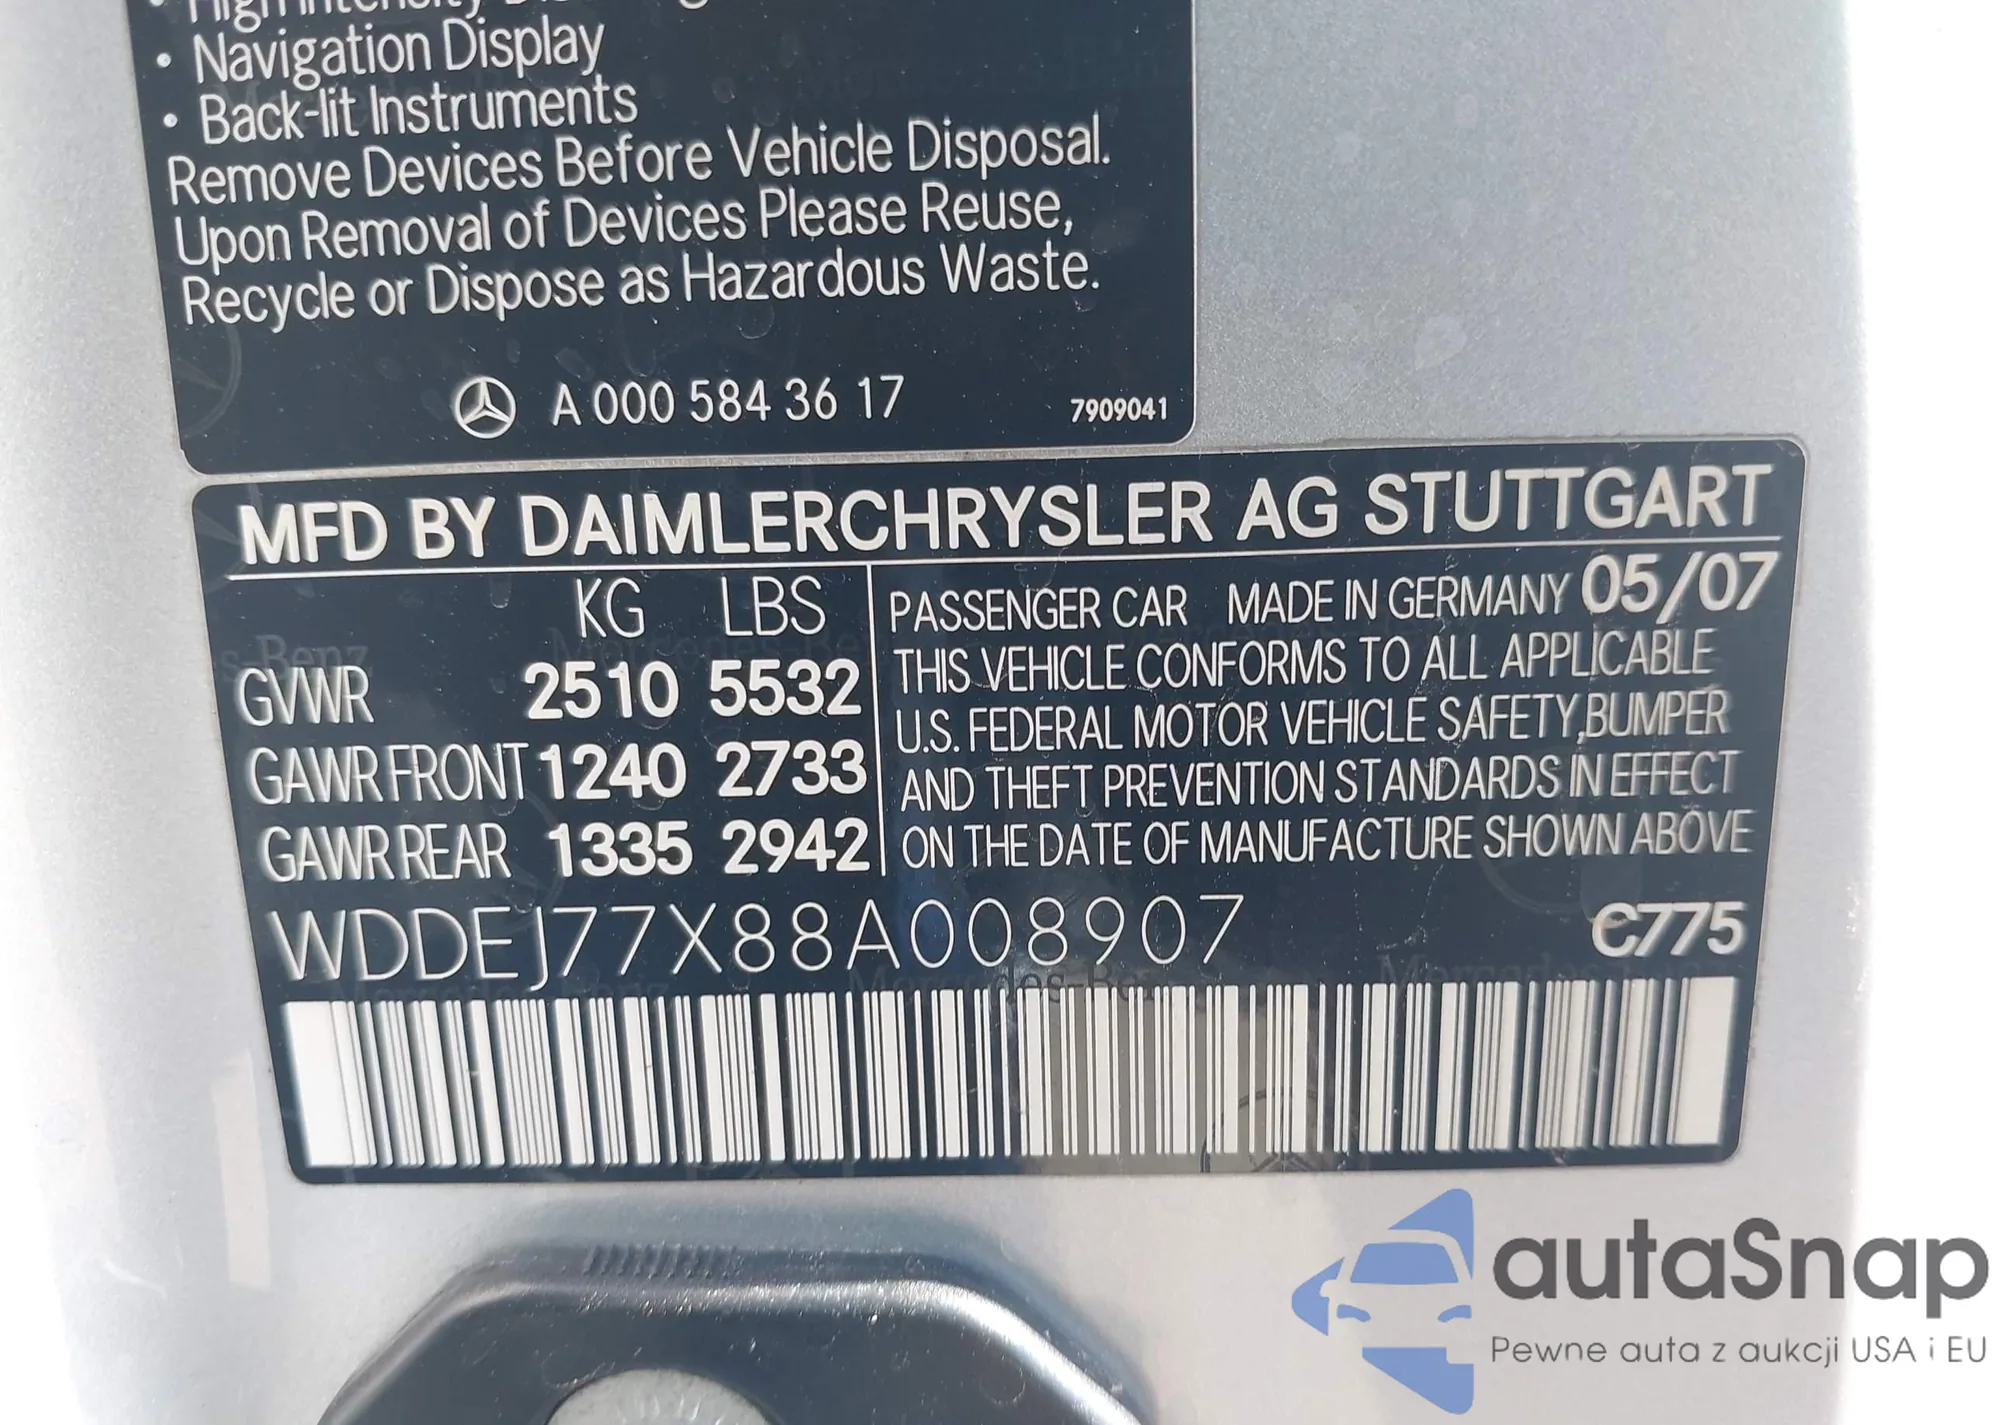 • High Intensity Discharge
• Navigation Display
• Back-lit Instruments
Remove Devices Before Vehicle Disposal.
Upon Removal of Devices Please Reuse,
Recycle or Dispose as Hazardous Waste.
A 000 584 36 17
7909041
MFD BY DAIMLERCHRYSLER AG STUTTGART
KG LBS
GVWR 2510 5532
GAWR FRONT 1240 2733
GAWR REAR 1335 2942
PASSENGER CAR MADE IN GERMANY 05/07
THIS VEHICLE CONFORMS TO ALL APPLICABLE
U.S. FEDERAL MOTOR VEHICLE SAFETY,BUMPER
AND THEFT PREVENTION STANDARDS IN EFFECT
ON THE DATE OF MANUFACTURE SHOWN ABOVE
WDDEJ77X88A008907
C775
autaSnap
Pewne auta z aukcji USA i EU